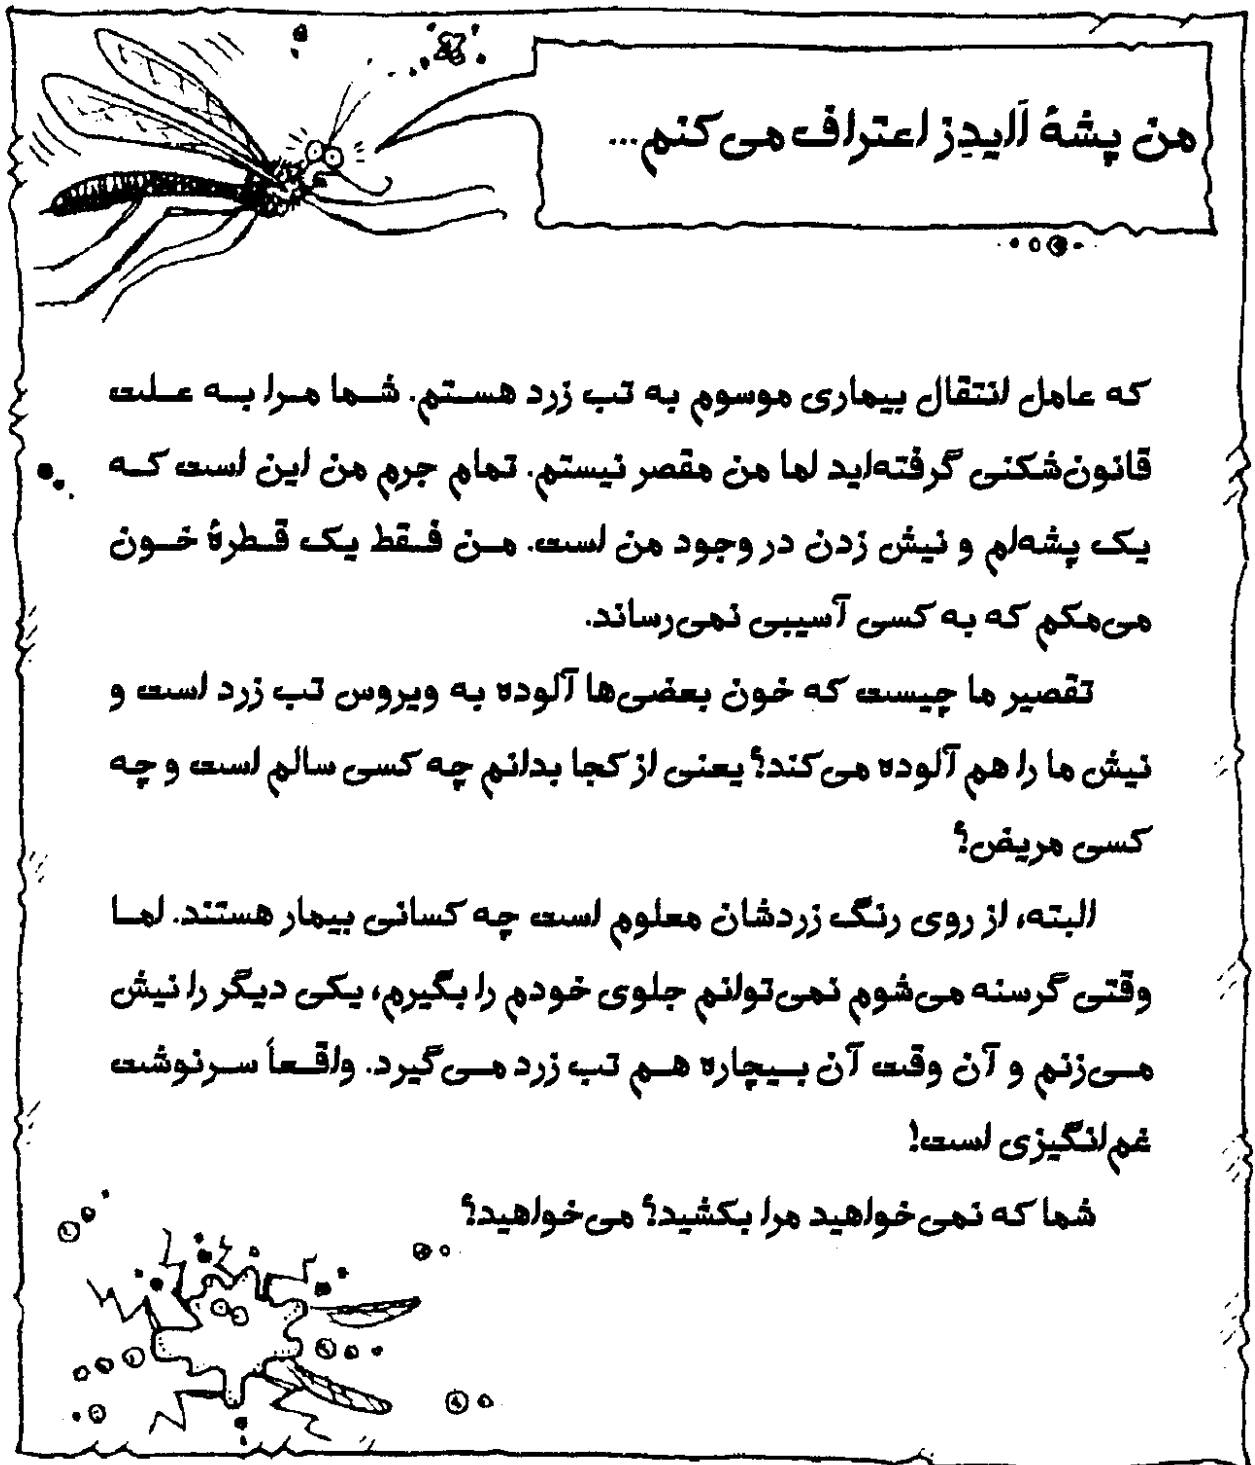 من پشهٔ آاِیدِز اعتراف می‌کنم...
که عامل انتقال بیماری موسوم به تب زرد هستم. شما مرا به علت
قانون‌شکنی گرفته‌اید اما من مقصر نیستم. تمام جرم من این است که
یک پشه‌ام و نیش زدن در وجود من است. من فقط یک قطرهٔ خون
می‌مکم که به کسی آسیبی نمی‌رساند.
تقصیر ما چیست که خون بعضی‌ها آلوده به ویروس تب زرد است و
نیش ما را هم آلوده می‌کند؟ یعنی از کجا بدانم چه کسی سالم است و چه
کسی مریض؟
البته، از روی رنگ زردشان معلوم است چه کسانی بیمار هستند. اما
وقتی گرسنه می‌شوم نمی‌توانم جلوی خودم را بگیرم، یکی دیگر را نیش
می‌زنم و آن وقت آن بیچاره هم تب زرد می‌گیرد. واقعاً سرنوشت
غم‌انگیزی است!
شما که نمی‌خواهید مرا بکشید؟ می‌خواهید؟